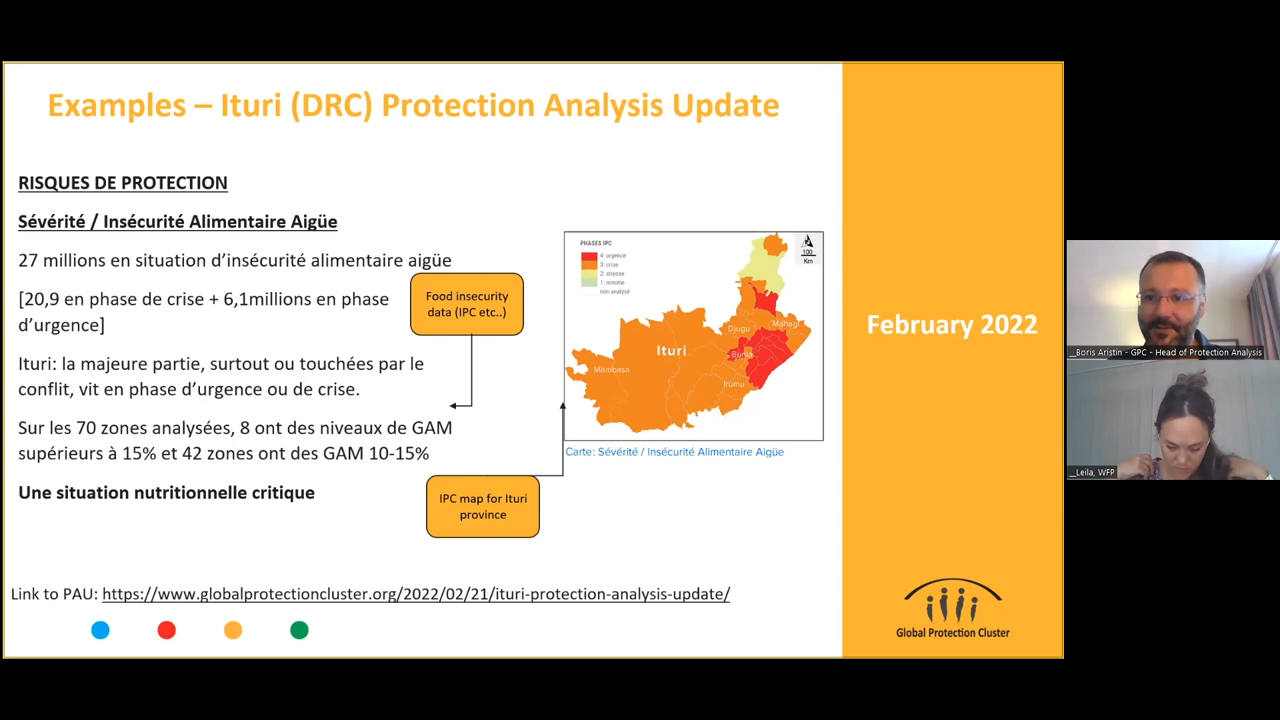 Examples – Ituri (DRC) Protection Analysis Update
RISQUES DE PROTECTION
Sévérité / Insécurité Alimentaire Aigüe
27 millions en situation d'insécurité alimentaire aigüe
[20,9 en phase de crise + 6,1millions en phase
d'urgence]
Ituri: la majeure partie, surtout ou touchées par le
conflit, vit en phase d'urgence ou de crise.
Sur les 70 zones analysées, 8 ont des niveaux de GAM
supérieurs à 15% et 42 zones ont des GAM 10-15%
Une situation nutritionnelle critique
Food insecurity
data (IPC etc..)
IPC map for Ituri
province
PHASES IPC
4: urgence
3: crise
2: stresse
1: minime
non analysé
100
Km
Ituri
Mambasa
Djugu
Mahagi
Bunia
Irumu
Carte: Sévérité / Insécurité Alimentaire Aigüe
Link to PAU: https://www.globalprotectioncluster.org/2022/02/21/ituri-protection-analysis-update/
February 2022
Global Protection Cluster
_Boris Aristin - GPC - Head of Protection Analysis
_Leila, WFP